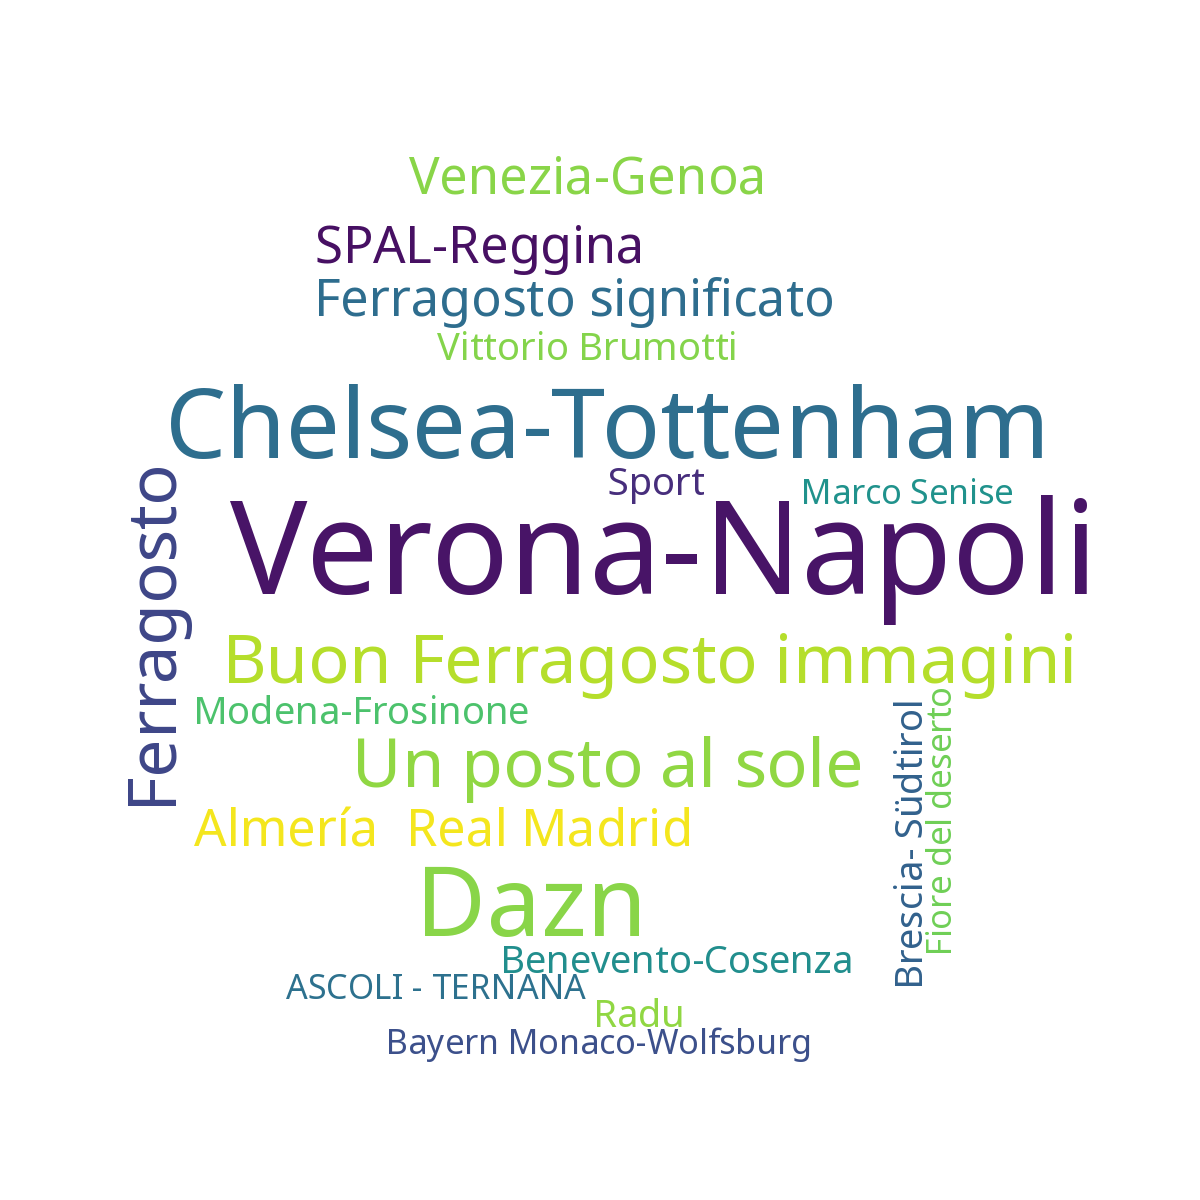 Venezia-Genoa
SPAL-Reggina
Ferragosto significato
Vittorio Brumotti
Chelsea-Tottenham
Sport
Marco Senise
Verona-Napoli
Ferragosto
Buon Ferragosto immagini
Modena-Frosinone
Un posto al sole
Brescia- Südtirol
Fiore del deserto
Almería  Real Madrid
Dazn
Benevento-Cosenza
ASCOLI - TERNANA
Radu
Bayern Monaco-Wolfsburg